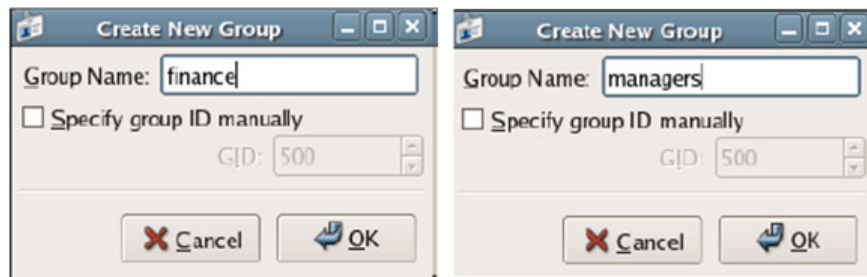 Create New Group
Group Name: finance
Specify group ID manually
GID: 500
Cancel
OK
Create New Group
Group Name: managers
Specify group ID manually
GID: 500
Cancel
OK